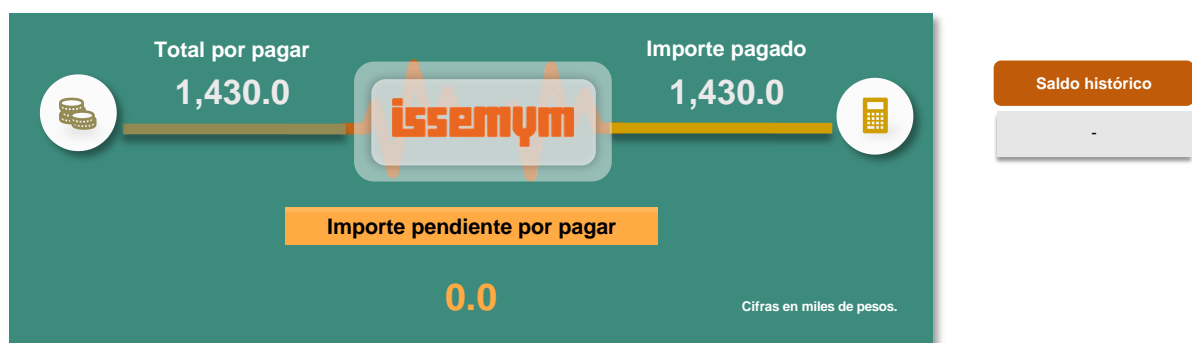 Total por pagar
1,430.0
issemym
Importe pagado
1,430.0
Importe pendiente por pagar
0.0
Cifras en miles de pesos.
Saldo histórico
-